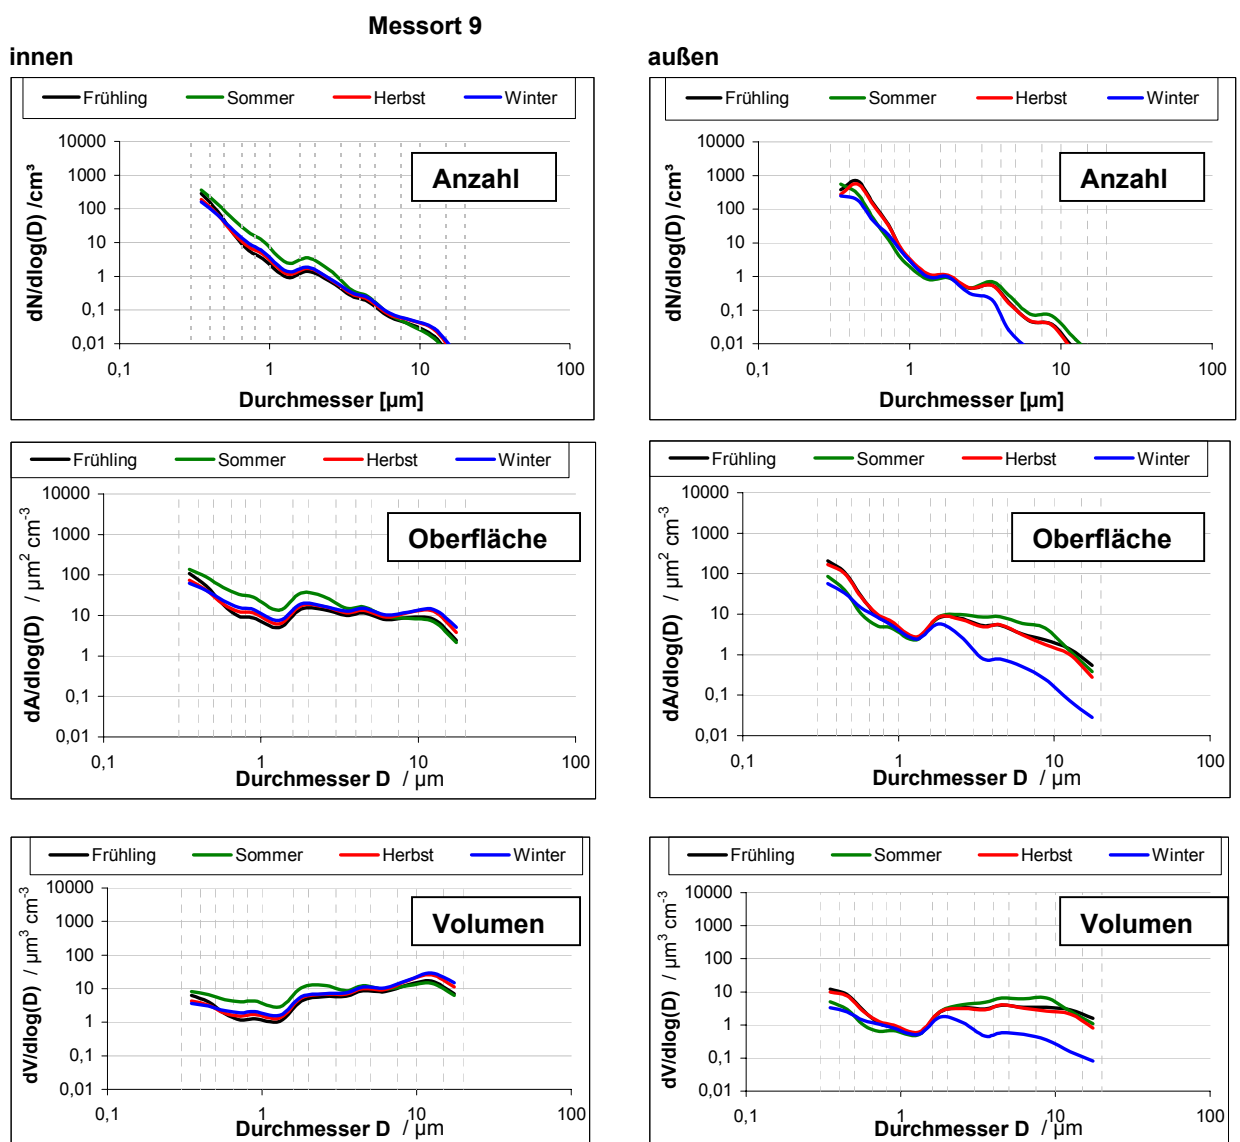 Messort 9
innen
außen
Frühling Sommer Herbst Winter
Anzahl
dN/dlog(D) /cm³
10000
1000
100
10
1
0,1
0,01
0,1 1 10 100
Durchmesser [µm]
Frühling Sommer Herbst Winter
Anzahl
dN/dlog(D) /cm³
10000
1000
100
10
1
0,1
0,01
0,1 1 10 100
Durchmesser [µm]
Frühling Sommer Herbst Winter
Oberfläche
dA/dlog(D) / µm² cm⁻³
10000
1000
100
10
1
0,1
0,01
0,1 1 10 100
Durchmesser D / µm
Frühling Sommer Herbst Winter
Oberfläche
dA/dlog(D) / µm² cm⁻³
10000
1000
100
10
1
0,1
0,01
0,1 1 10 100
Durchmesser D / µm
Frühling Sommer Herbst Winter
Volumen
dV/dlog(D) / µm³ cm⁻³
10000
1000
100
10
1
0,1
0,01
0,1 1 10 100
Durchmesser D / µm
Frühling Sommer Herbst Winter
Volumen
dV/dlog(D) / µm³ cm⁻³
10000
1000
100
10
1
0,1
0,01
0,1 1 10 100
Durchmesser D / µm